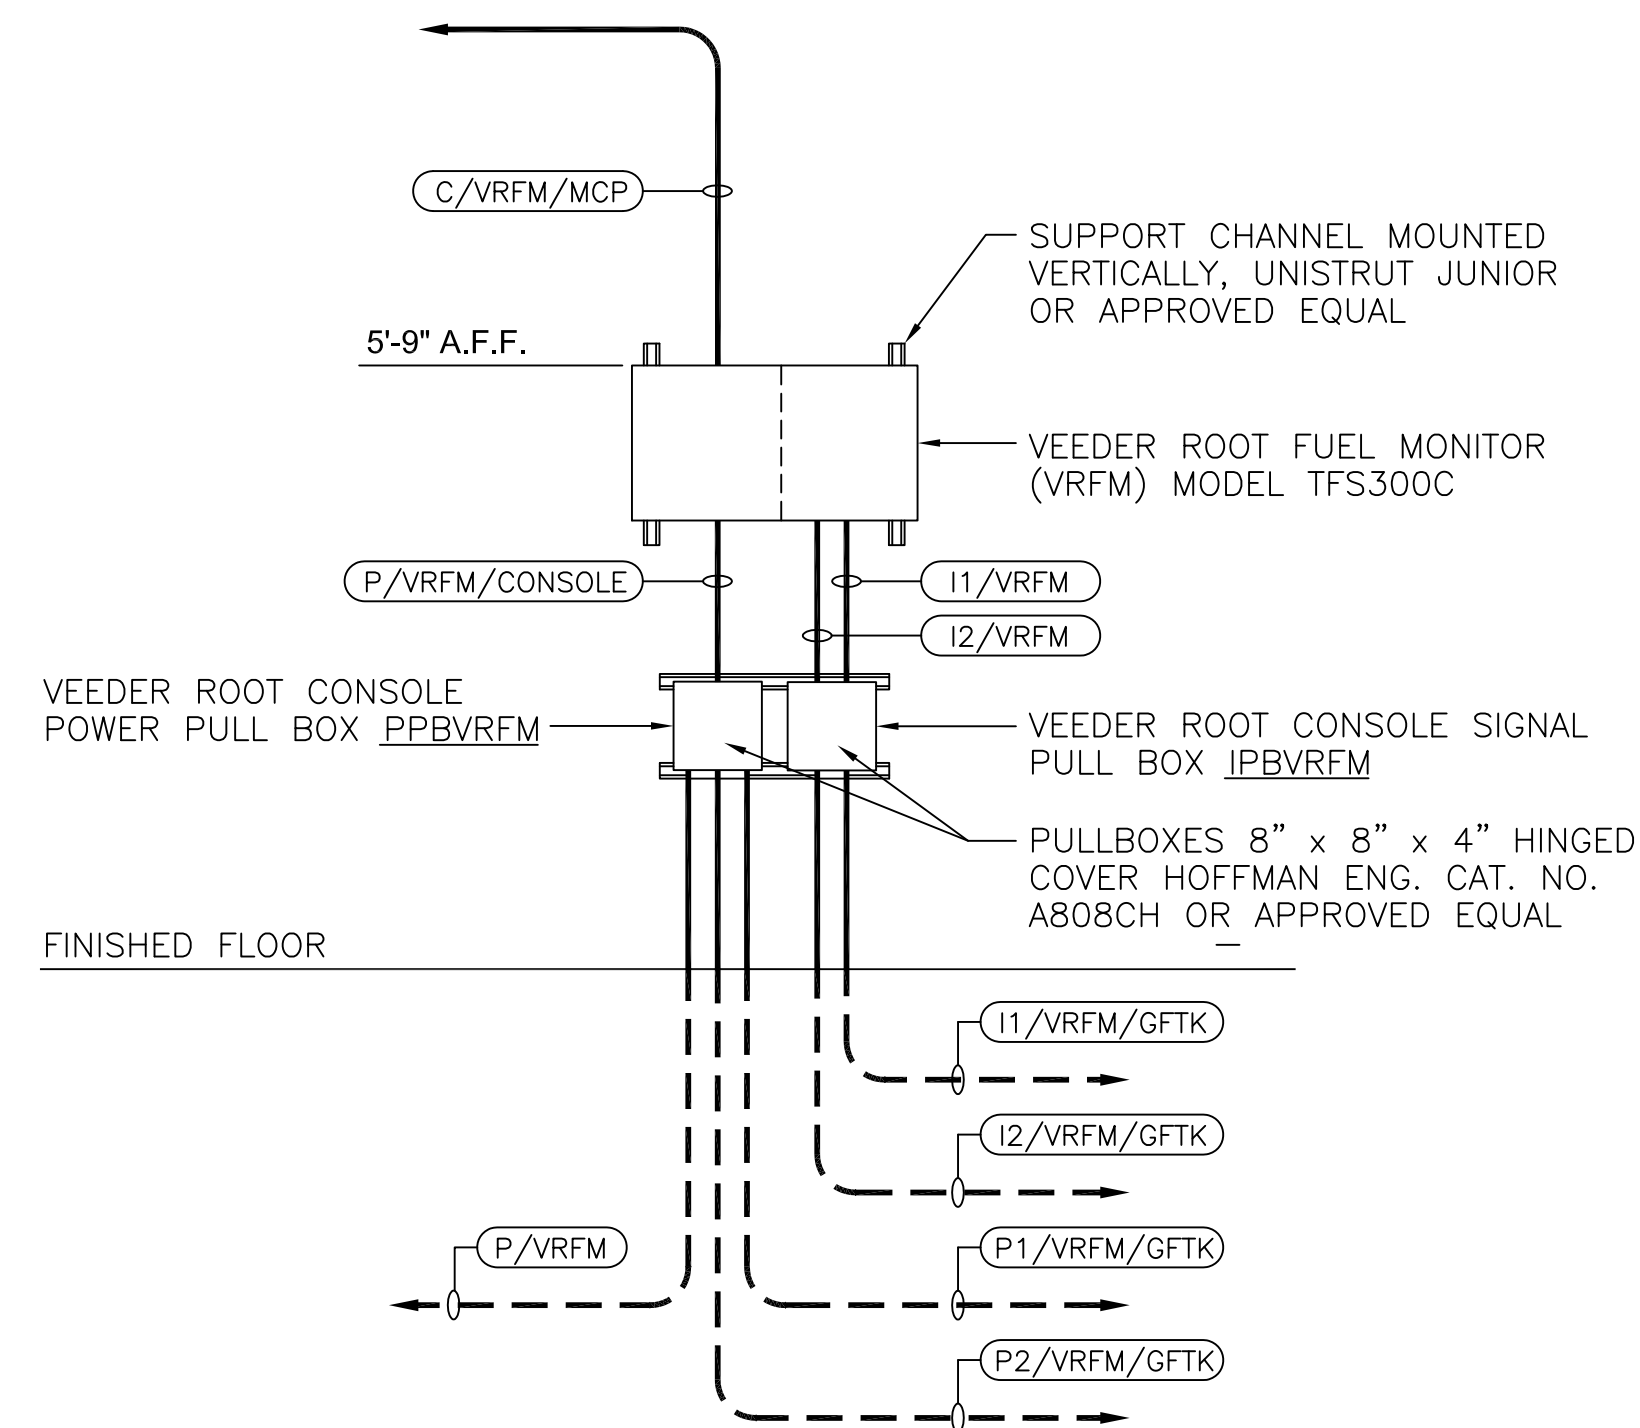 C/VRFM/MCP
SUPPORT CHANNEL MOUNTED
VERTICALLY, UNISTRUT JUNIOR
OR APPROVED EQUAL
5'-9" A.F.F.
VEEDER ROOT FUEL MONITOR
(VRFM) MODEL TFS300C
P/VRFM/CONSOLE
I1/VRFM
I2/VRFM
VEEDER ROOT CONSOLE
POWER PULL BOX PPBVRFM
VEEDER ROOT CONSOLE SIGNAL
PULL BOX IPBVRFM
PULLBOXES 8” x 8” x 4” HINGED
COVER HOFFMAN ENG. CAT. NO.
A808CH OR APPROVED EQUAL
FINISHED FLOOR
I1/VRFM/GFTK
I2/VRFM/GFTK
P/VRFM
P1/VRFM/GFTK
P2/VRFM/GFTK